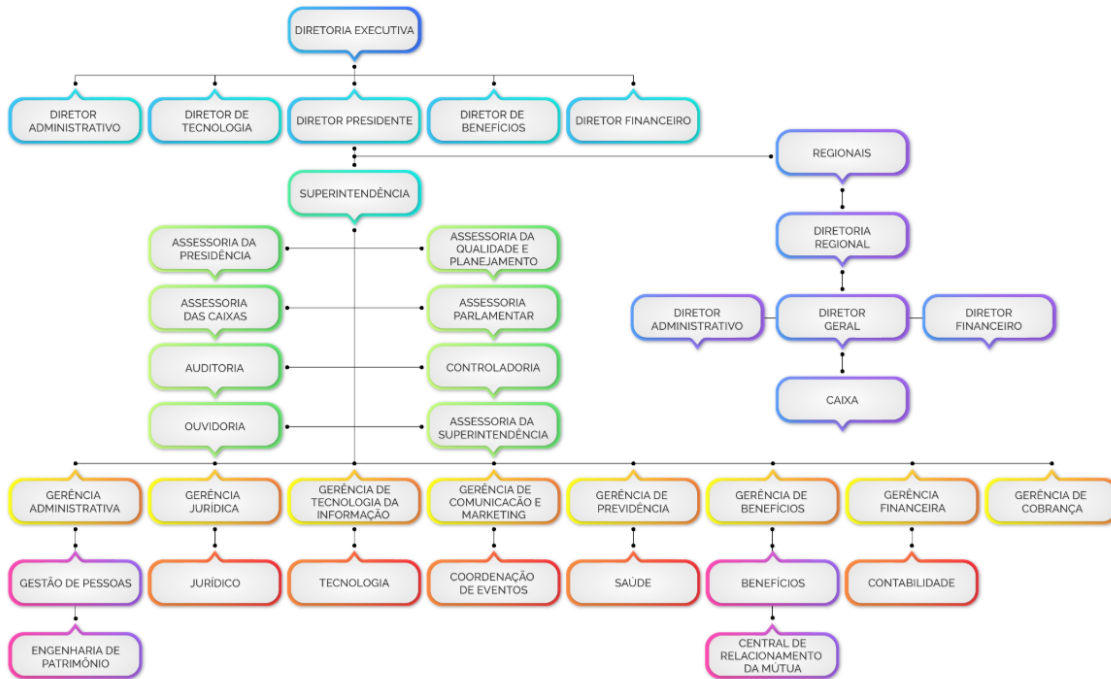 DIRETORIA EXECUTIVA
DIRETOR
ADMINISTRATIVO
DIRETOR DE
TECNOLOGIA
DIRETOR PRESIDENTE
DIRETOR DE
BENEFÍCIOS
DIRETOR FINANCEIRO
REGIONAIS
SUPERINTENDÊNCIA
DIRETORIA
REGIONAL
ASSESSORIA DA
PRESIDÊNCIA
ASSESSORIA DA
QUALIDADE E
PLANEJAMENTO
ASSESSORIA
DAS CAIXAS
ASSESSORIA
PARLAMENTAR
DIRETOR
ADMINISTRATIVO
DIRETOR
GERAL
DIRETOR
FINANCEIRO
AUDITORIA
CONTROLADORIA
CAIXA
OUVIDORIA
ASSESSORIA DA
SUPERINTENDÊNCIA
GERÊNCIA
ADMINISTRATIVA
GERÊNCIA
JURÍDICA
GERÊNCIA DE
TECNOLOGIA DA
INFORMAÇÃO
GERÊNCIA DE
COMUNICAÇÃO E
MARKETING
GERÊNCIA DE
PREVIDÊNCIA
GERÊNCIA DE
BENEFÍCIOS
GERÊNCIA
FINANCEIRA
GERÊNCIA DE
COBRANÇA
GESTÃO DE PESSOAS
JURÍDICO
TECNOLOGIA
COORDENAÇÃO
DE EVENTOS
SAÚDE
BENEFÍCIOS
CONTABILIDADE
ENGENHARIA DE
PATRIMÔNIO
CENTRAL DE
RELACIONAMENTO
DA MÚTUA